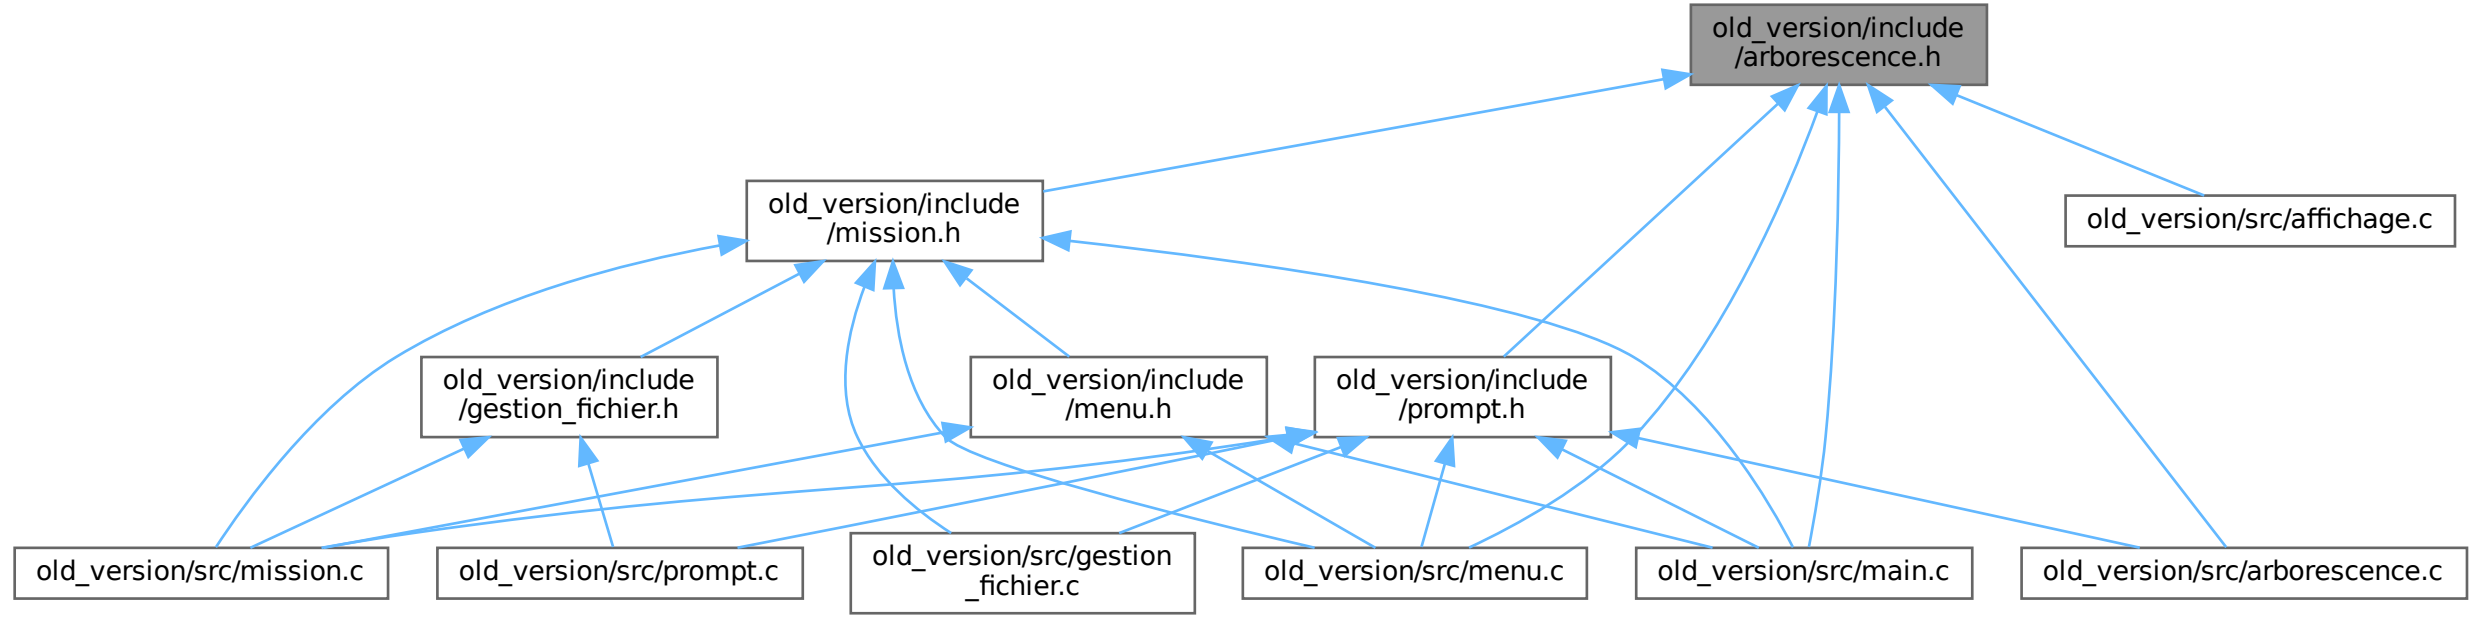 old_version/include
/arborescence.h
old_version/include
/mission.h
old_version/src/affichage.c
old_version/include
/gestion_fichier.h
old_version/include
/menu.h
old_version/include
/prompt.h
old_version/src/mission.c
old_version/src/prompt.c
old_version/src/gestion
_fichier.c
old_version/src/menu.c
old_version/src/main.c
old_version/src/arborescence.c